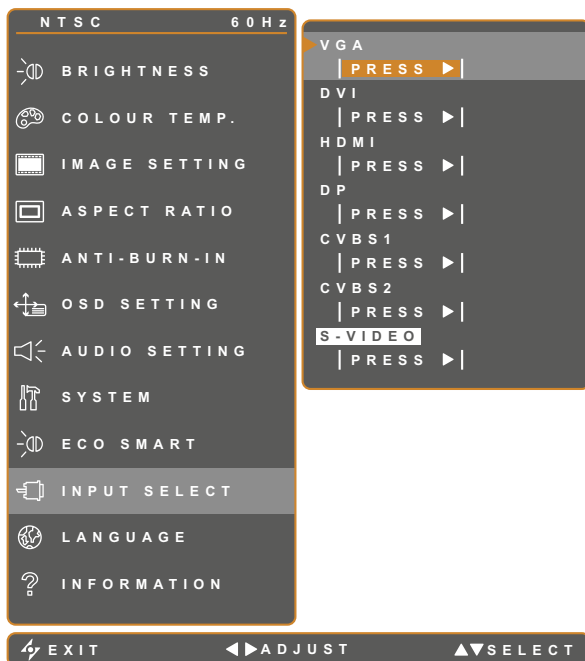 NTSC 60Hz
BRIGHTNESS
COLOUR TEMP.
IMAGE SETTING
ASPECT RATIO
ANTI-BURN-IN
OSD SETTING
AUDIO SETTING
SYSTEM
ECO SMART
INPUT SELECT
LANGUAGE
INFORMATION
VGA
PRESS ▶
DVI
PRESS ▶
HDMI
PRESS ▶
DP
PRESS ▶
CVBS1
PRESS ▶
CVBS2
PRESS ▶
S-VIDEO
PRESS ▶
EXIT ◀▶ADJUST ▲▼SELECT